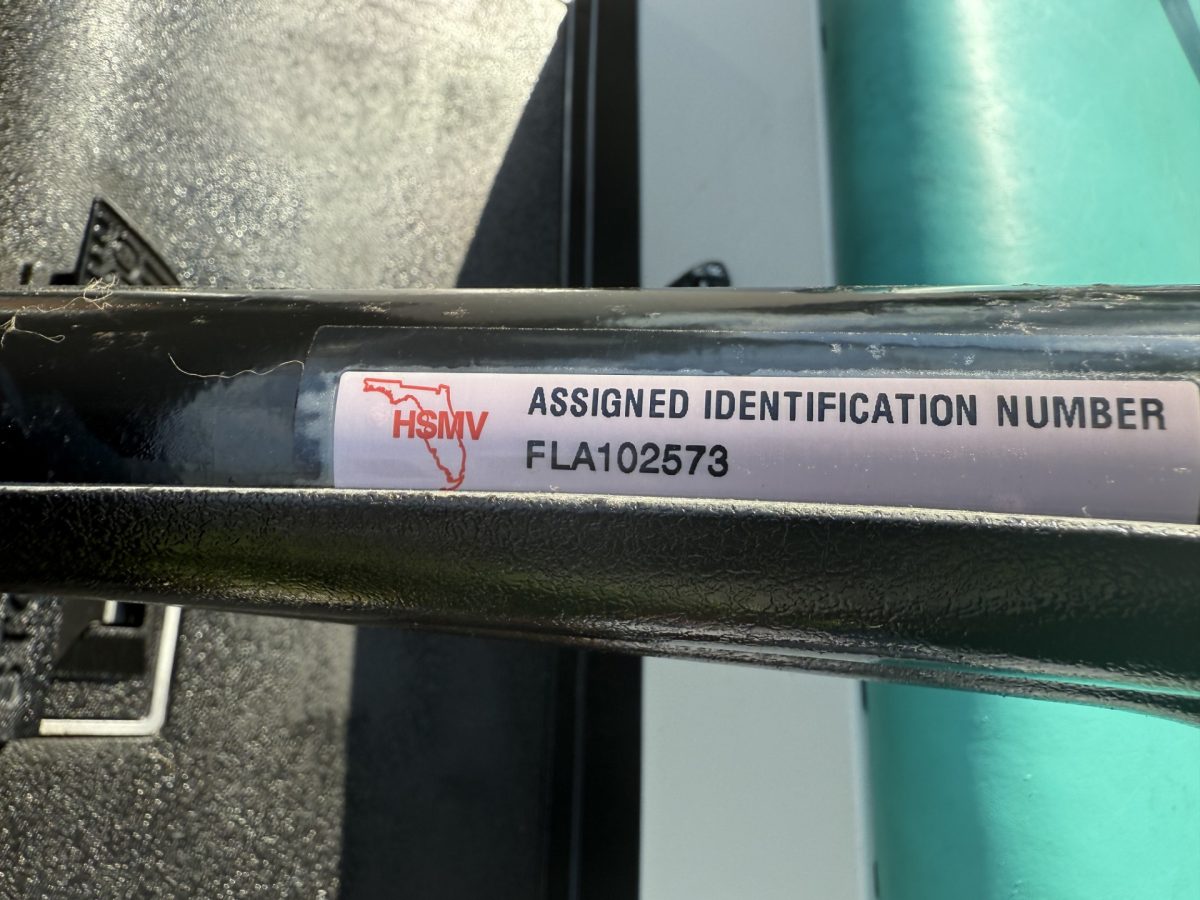 HSMV
ASSIGNED IDENTIFICATION NUMBER
FLA102573